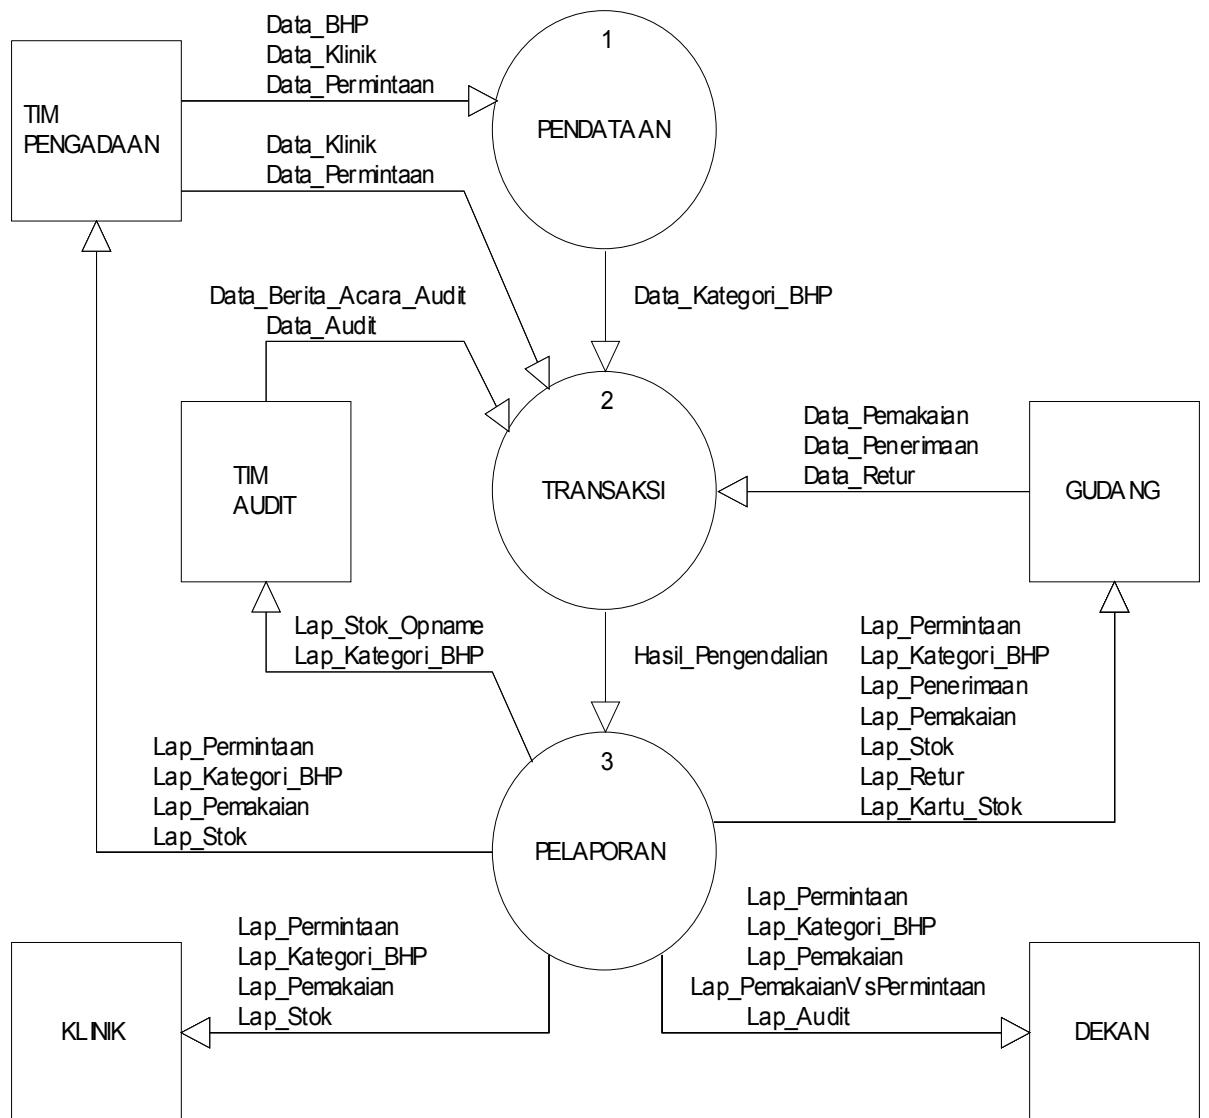 Data_BHP
Data_Klinik
Data_Permintaan
1
TIM
PENGADAAN
PENDATAAN
Data_Klinik
Data_Permintaan
Data_Berita_Acara_Audit
Data_Audit
Data_Kategori_BHP
2
TRANSAKSI
TIM
AUDIT
Data_Pemakaian
Data_Penerimaan
Data_Retur
GUDANG
Lap_Stok_Opname
Lap_Kategori_BHP
Hasil_Pengendalian
Lap_Permintaan
Lap_Kategori_BHP
Lap_Penerimaan
Lap_Pemakaian
Lap_Stok
Lap_Retur
Lap_Kartu_Stok
Lap_Permintaan
Lap_Kategori_BHP
Lap_Pemakaian
Lap_Stok
3
PELAPORAN
Lap_Permintaan
Lap_Kategori_BHP
Lap_Pemakaian
Lap_Stok
KLINIK
Lap_Permintaan
Lap_Kategori_BHP
Lap_Pemakaian
Lap_PemakaianVsPermintaan
Lap_Audit
DEKAN